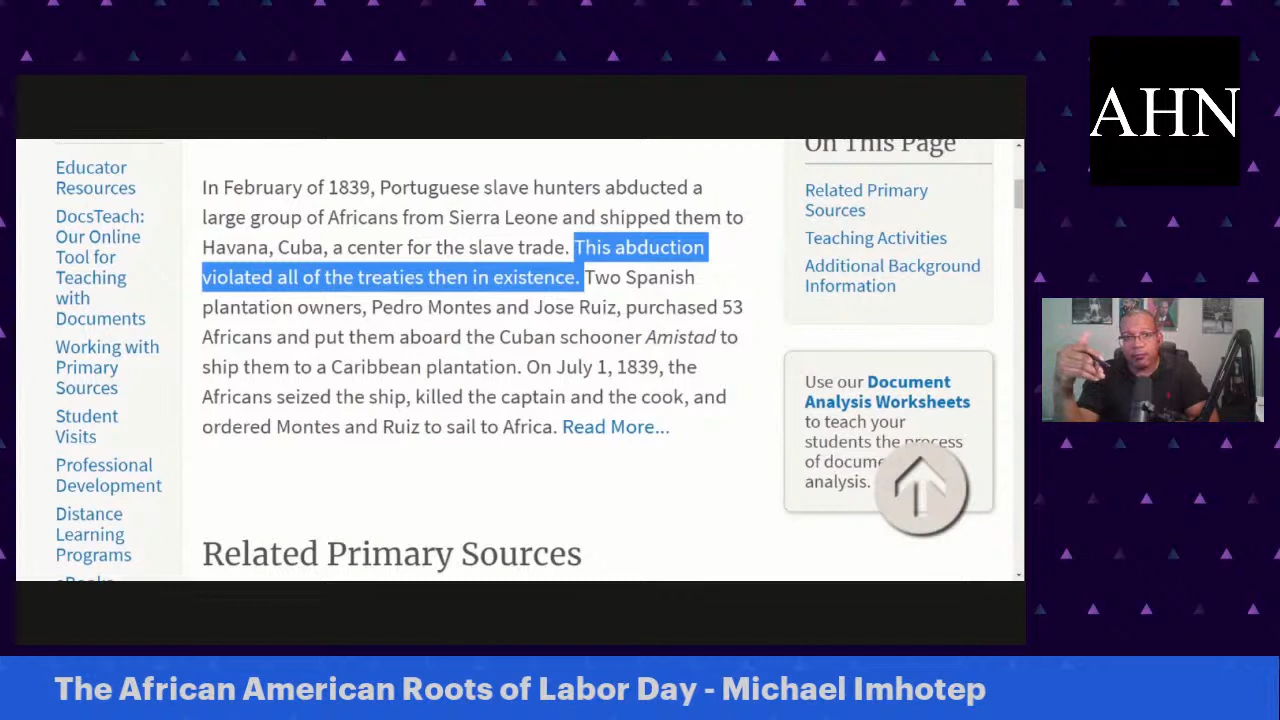 AHN
Educator
Resources
DocsTeach:
Our Online
Tool for
Teaching
with
Documents
Working with
Primary
Sources
Student
Visits
Professional
Development
Distance
Learning
Programs
eBooks
In February of 1839, Portuguese slave hunters abducted a
large group of Africans from Sierra Leone and shipped them to
Havana, Cuba, a center for the slave trade. This abduction
violated all of the treaties then in existence. Two Spanish
plantation owners, Pedro Montes and Jose Ruiz, purchased 53
Africans and put them aboard the Cuban schooner Amistad to
ship them to a Caribbean plantation. On July 1, 1839, the
Africans seized the ship, killed the captain and the cook, and
ordered Montes and Ruiz to sail to Africa. Read More...
Related Primary Sources
On This Page
Related Primary
Sources
Teaching Activities
Additional Background
Information
Use our Document
Analysis Worksheets
to teach your
students the process
of docume
analysis.
The African American Roots of Labor Day - Michael Imhotep